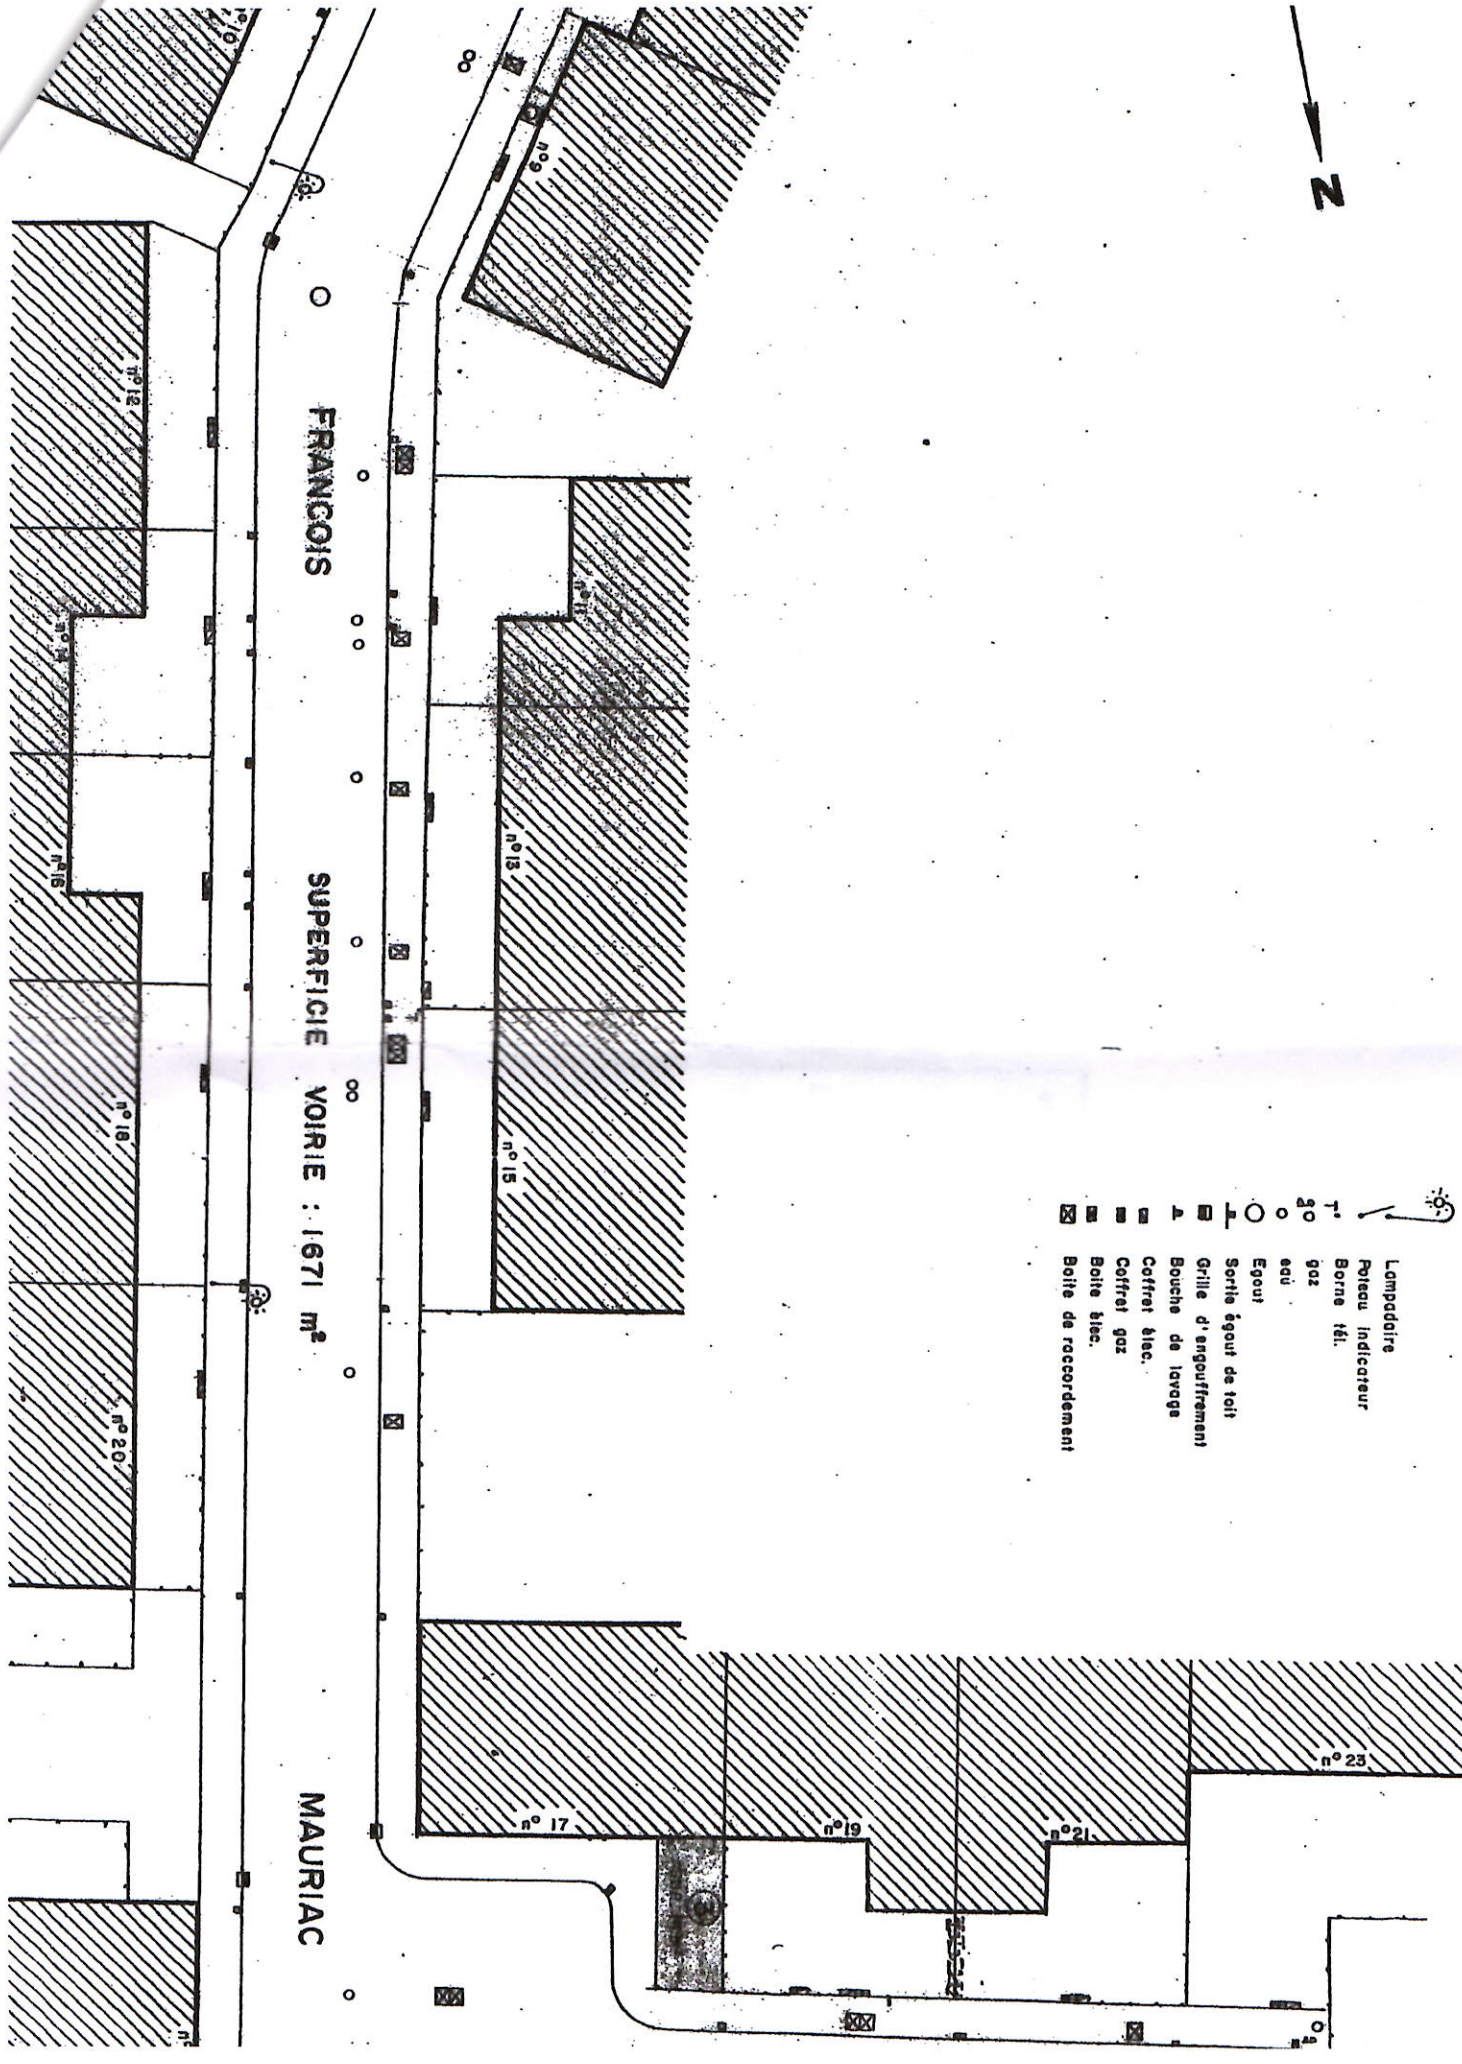 N
Lampadaire
Poteau indicateur
Borne tél.
gaz
eau
Egout
Sortie égout de toit
Grille d'engouffrement
Bouche de lavage
Coffret élec.
Coffret gaz
Boite élec.
Boite de raccordement
FRANCOIS MAURIAC
SUPERFICIE VOIRIE : 1671 m²
n° 9
n° 11
n° 13
n° 15
n° 17
n° 19
n° 21
n° 23
3
n° 10
n° 12
n° 14
n° 16
n° 18
n° 20